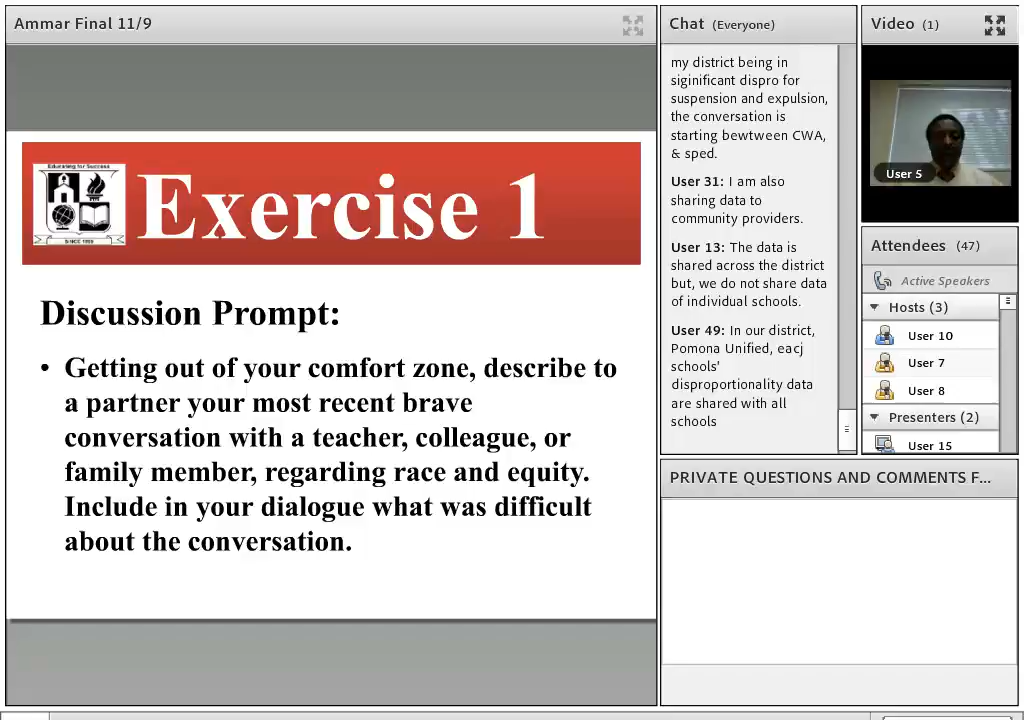 Ammar Final 11/9
Educating for Success
SINCE 1888
Exercise 1
Discussion Prompt:
• Getting out of your comfort zone, describe to
a partner your most recent brave
conversation with a teacher, colleague, or
family member, regarding race and equity.
Include in your dialogue what was difficult
about the conversation.
Chat (Everyone)
my district being in
siginificant dispro for
suspension and expulsion,
the conversation is
starting bewtween CWA,
& sped.
User 31: I am also
sharing data to
community providers.
User 13: The data is
shared across the district
but, we do not share data
of individual schools.
User 49: In our district,
Pomona Unified, eacj
schools'
disproportionality data
are shared with all
schools
Video (1)
User 5
Attendees (47)
Active Speakers
Hosts (3)
User 10
User 7
User 8
Presenters (2)
User 15
PRIVATE QUESTIONS AND COMMENTS F...